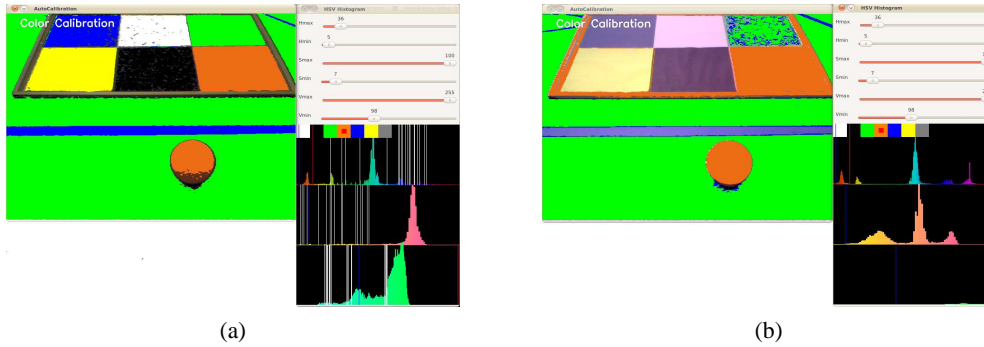 AutoCalibration
Color Calibration
HSV Histogram
Hmax
36
Hmin
5
Smax
100
Smin
7
Vmax
255
Vmin
98
(a)
AutoCalibration
Color Calibration
HSV Histogram
Hmax
36
Hmin
5
Smax
Smin
7
Vmax
Vmin
98
(b)